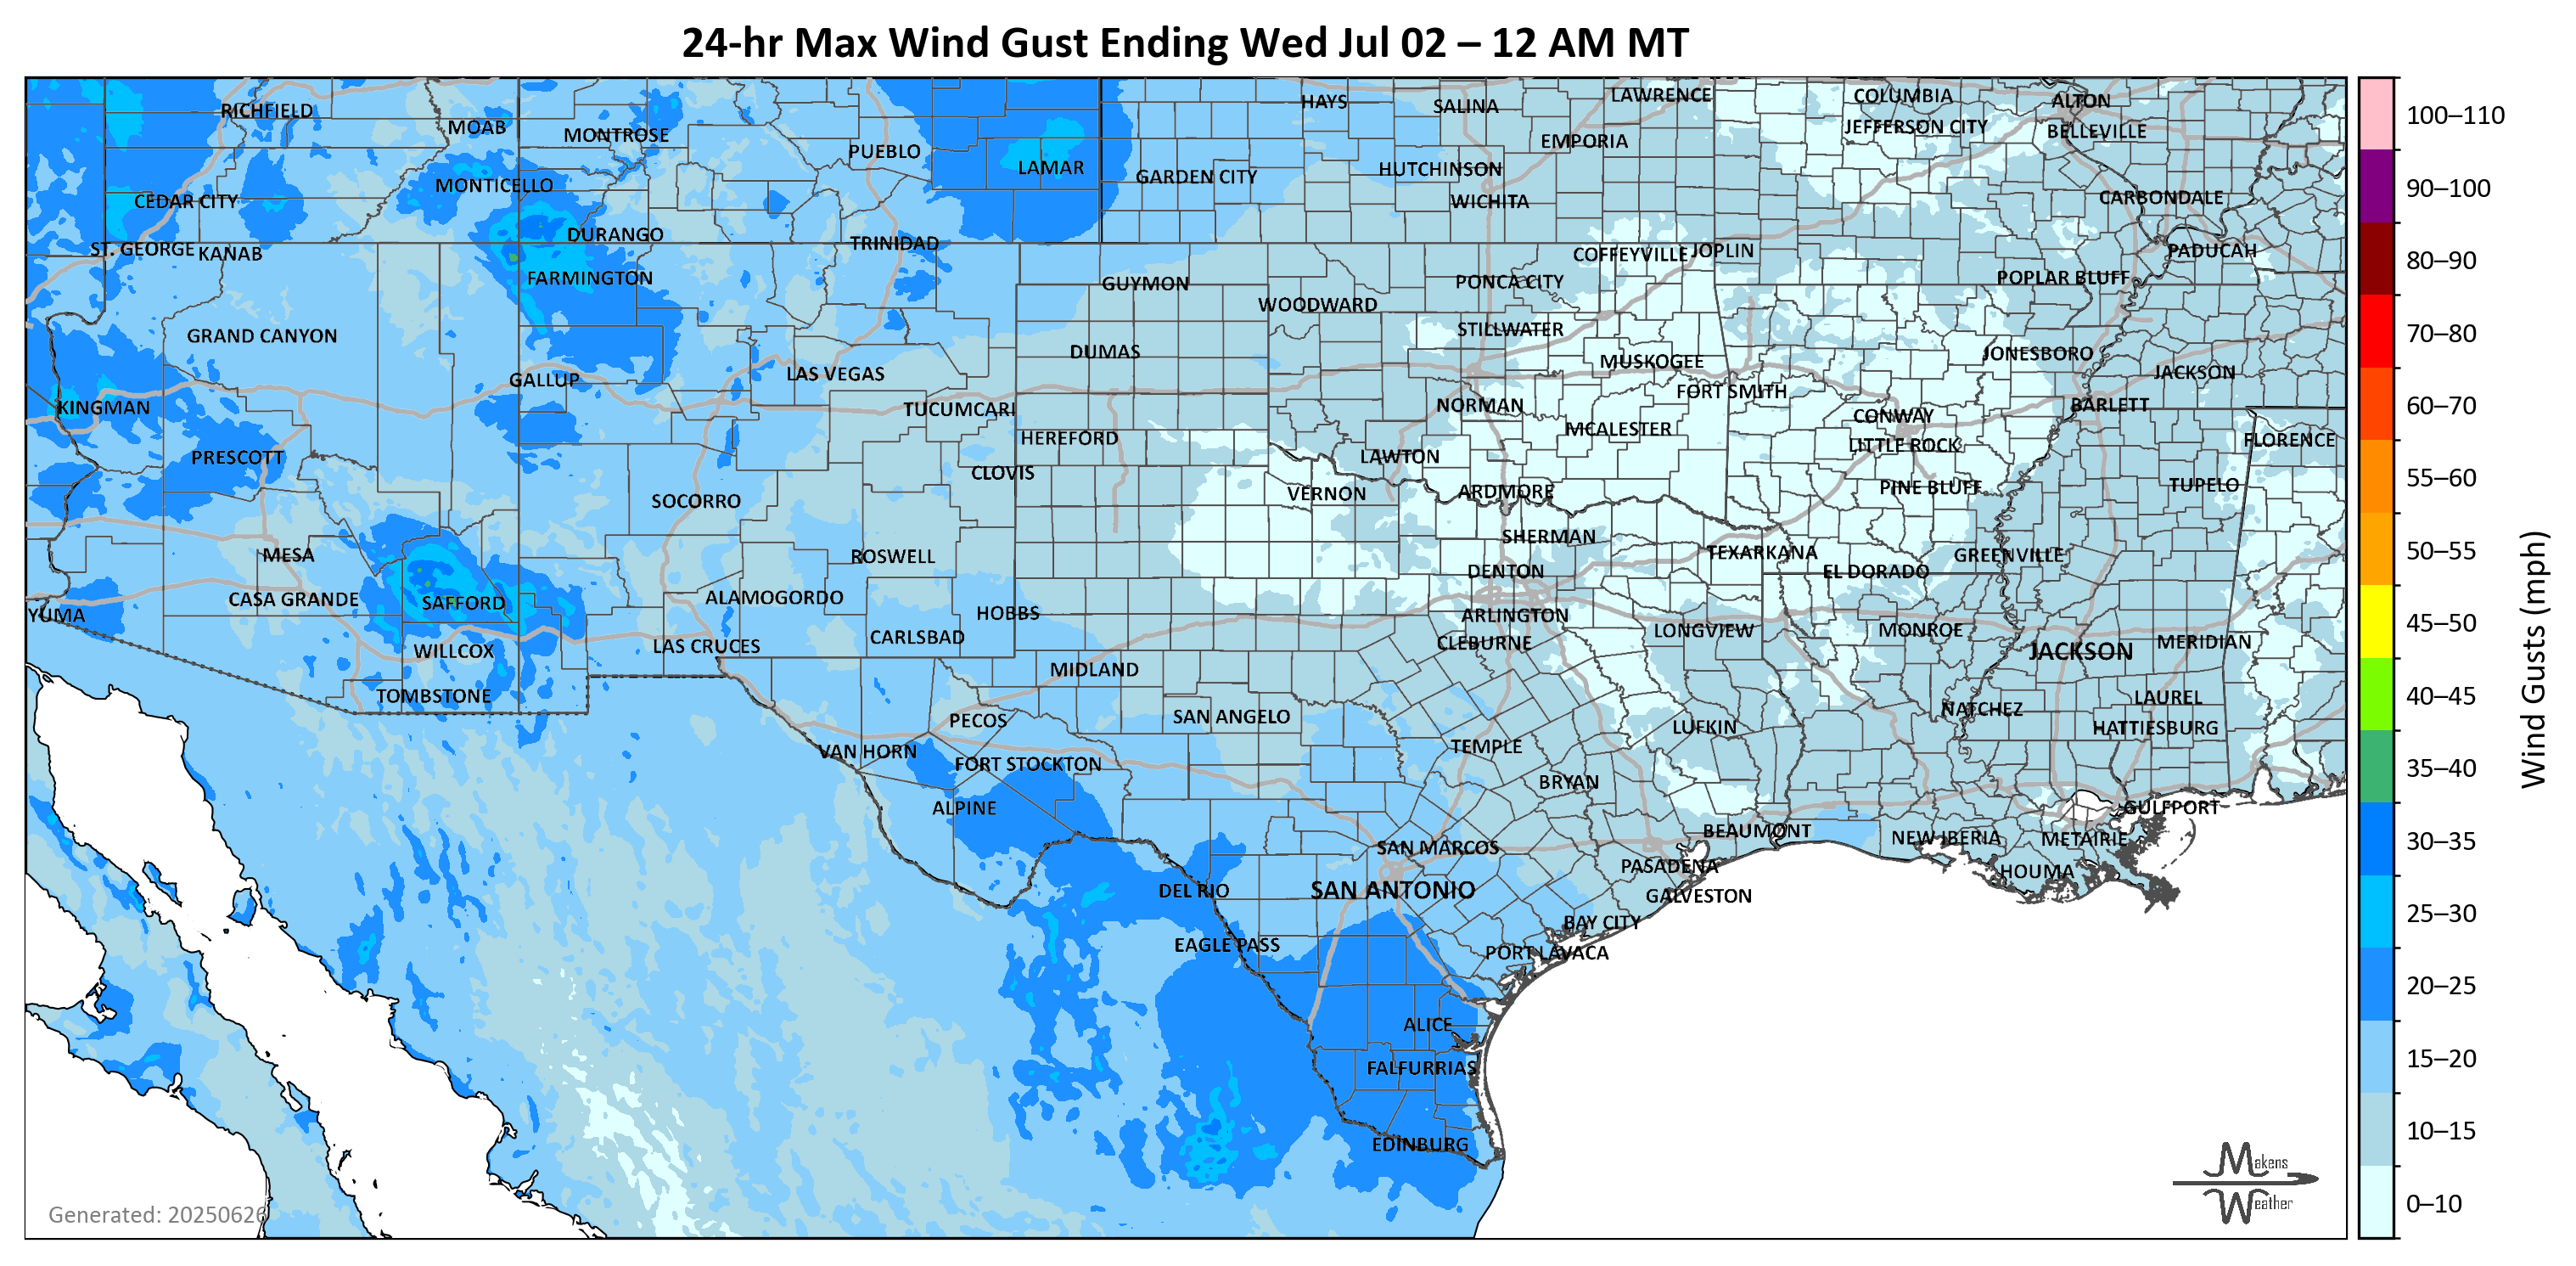 24-hr Max Wind Gust Ending Wed Jul 02 – 12 AM MT
RICHFIELD
MOAB
MONTROSE
PUEBLO
LAMAR
HAYS
SALINA
LAWRENCE
COLUMBIA
ALTON
JEFFERSON CITY
BELLEVILLE
EMPORIA
GARDEN CITY
HUTCHINSON
WICHITA
CARBONDALE
MONTICELLO
CEDAR CITY
DURANGO
TRINIDAD
ST. GEORGE
KANAB
FARMINGTON
GUYMON
WOODWARD
PONCA CITY
COFFEYVILLE
JOPLIN
POPLAR BLUFF
PADUCAH
GRAND CANYON
STILLWATER
DUMAS
MUSKOGEE
JONESBORO
JACKSON
GALLUP
LAS VEGAS
FORT SMITH
KINGMAN
TUCUMCARI
NORMAN
CONWAY
BARLETT
HEREFORD
MCALESTER
LITTLE ROCK
FLORENCE
PRESCOTT
CLOVIS
LAWTON
SOCORRO
VERNON
ARDMORE
PINE BLUFF
TUPELO
MESA
ROSWELL
SHERMAN
TEXARKANA
GREENVILLE
DENTON
EL DORADO
YUMA
CASA GRANDE
SAFFORD
ALAMOGORDO
HOBBS
ARLINGTON
CARLSBAD
CLEBURNE
LONGVIEW
MONROE
JACKSON
MERIDIAN
WILLCOX
LAS CRUCES
MIDLAND
TOMBSTONE
PECOS
SAN ANGELO
LUFKIN
NATCHEZ
LAUREL
HATTIESBURG
VAN HORN
FORT STOCKTON
TEMPLE
BRYAN
ALPINE
BEAUMONT
NEW IBERIA
METAIRIE
GULFPORT
SAN MARCOS
PASADENA
HOUMA
DEL RIO
SAN ANTONIO
GALVESTON
BAY CITY
EAGLE PASS
PORT LAVACA
ALICE
FALFURRIAS
EDINBURG
Generated: 20250626
Makens
Weather
100–110
90–100
80–90
70–80
60–70
55–60
50–55
45–50
40–45
35–40
30–35
25–30
20–25
15–20
10–15
0–10
Wind Gusts (mph)